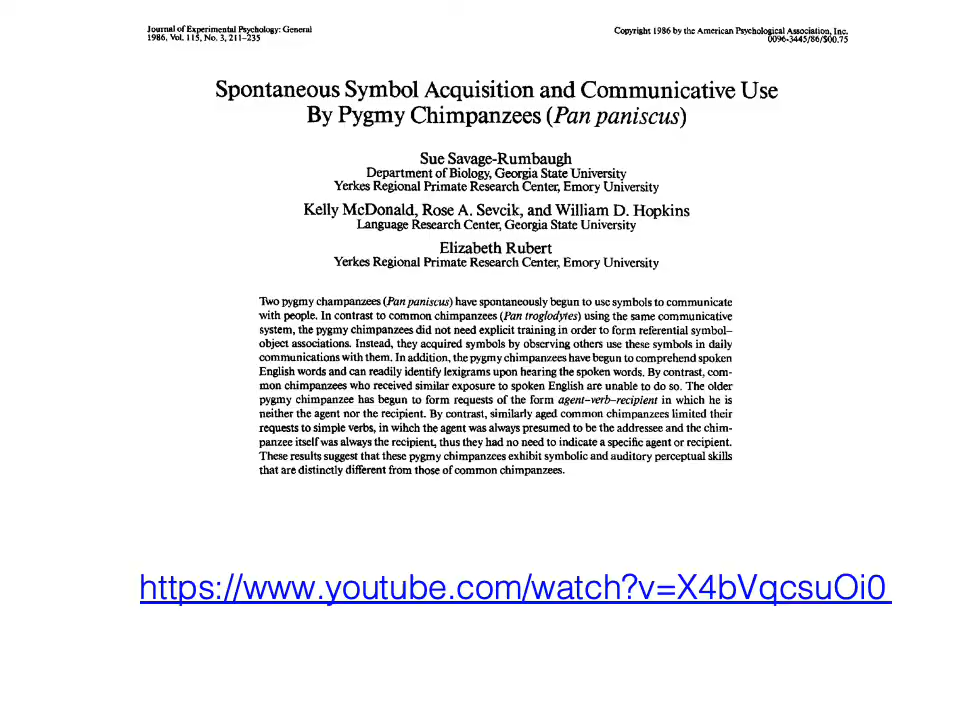 Journal of Experimental Psychology: General
1986, Vol. 115, No. 3, 211–235
Copyright 1986 by the American Psychological Association, Inc.
0096-3445/86/$00.75
Spontaneous Symbol Acquisition and Communicative Use
By Pygmy Chimpanzees (Pan paniscus)
Sue Savage-Rumbaugh
Department of Biology, Georgia State University
Yerkes Regional Primate Research Center, Emory University
Kelly McDonald, Rose A. Sevcik, and William D. Hopkins
Language Research Center, Georgia State University
Elizabeth Rubert
Yerkes Regional Primate Research Center, Emory University
Two pygmy champanzees (Pan paniscus) have spontaneously begun to use symbols to communicate
with people. In contrast to common chimpanzees (Pan troglodytes) using the same communicative
system, the pygmy chimpanzees did not need explicit training in order to form referential symbol–
object associations. Instead, they acquired symbols by observing others use these symbols in daily
communications with them. In addition, the pygmy chimpanzees have begun to comprehend spoken
English words and can readily identify lexigrams upon hearing the spoken words. By contrast, com-
mon chimpanzees who received similar exposure to spoken English are unable to do so. The older
pygmy chimpanzee has begun to form requests of the form agent–verb–recipient in which he is
neither the agent nor the recipient. By contrast, similarly aged common chimpanzees limited their
requests to simple verbs, in wihch the agent was always presumed to be the addressee and the chim-
panzee itself was always the recipient, thus they had no need to indicate a specific agent or recipient.
These results suggest that these pygmy chimpanzees exhibit symbolic and auditory perceptual skills
that are distinctly different from those of common chimpanzees.
https://www.youtube.com/watch?v=X4bVqcsuOi0